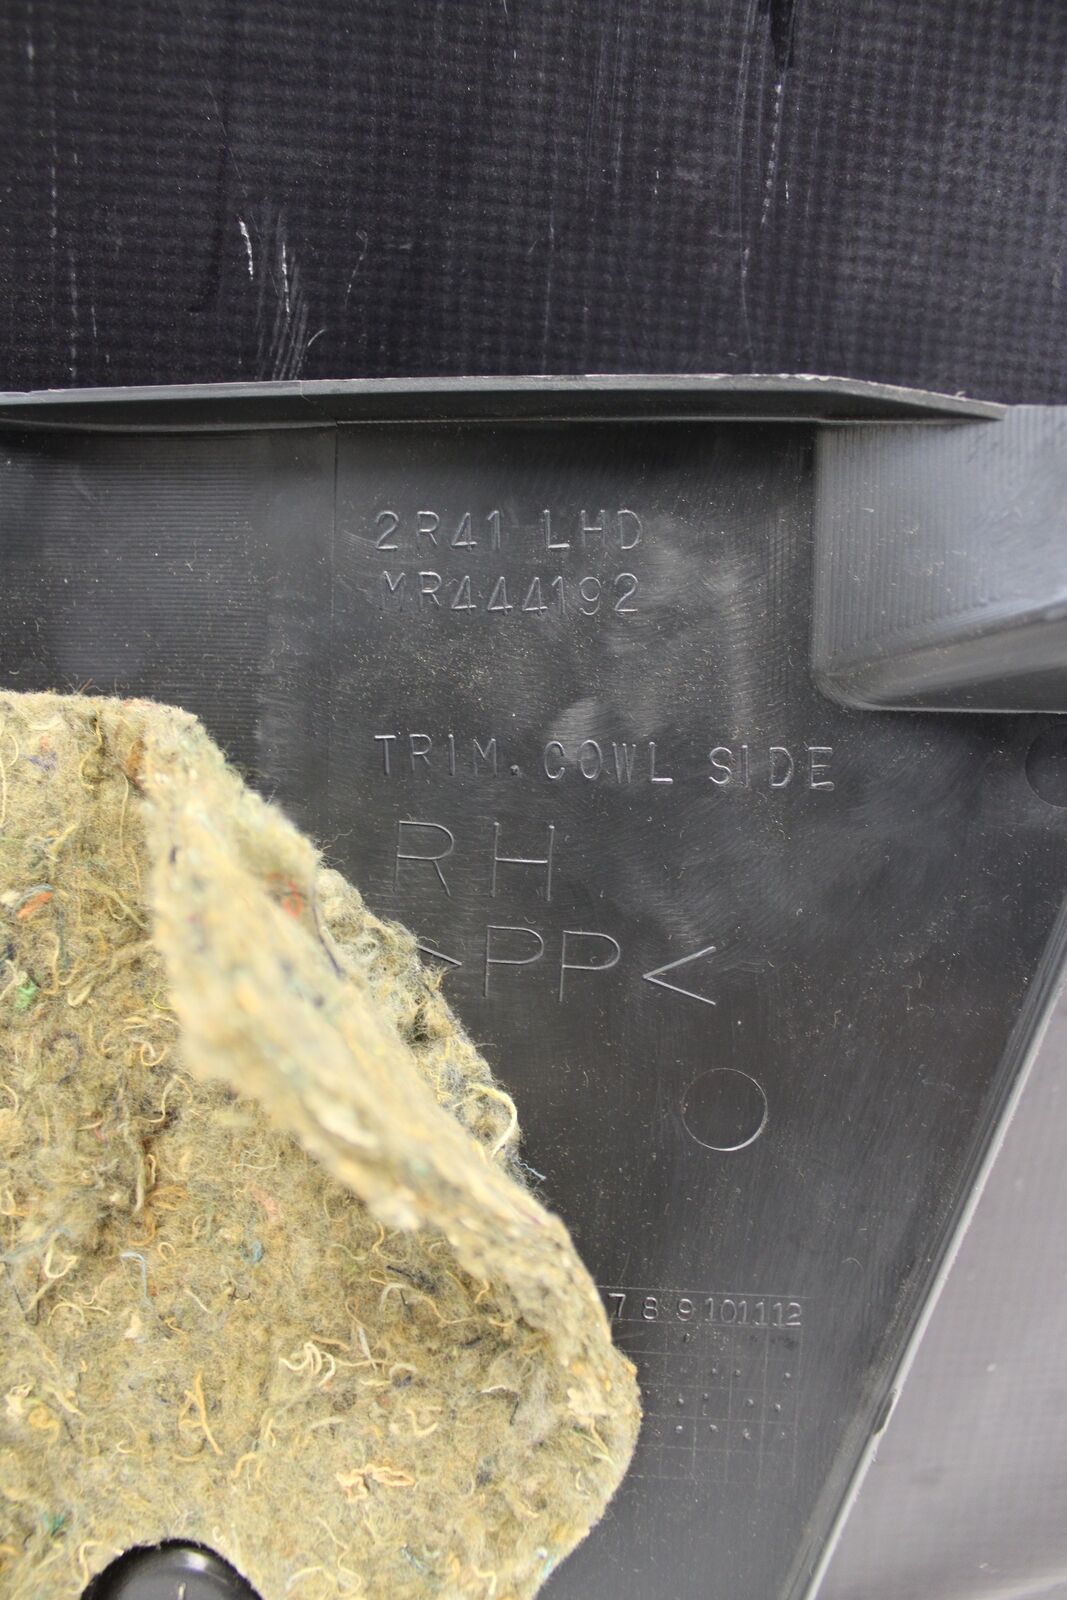 2R41 LHD
MR444192
TRIM. COWL SIDE
RH
>PP<
7 8 9 10 11 12